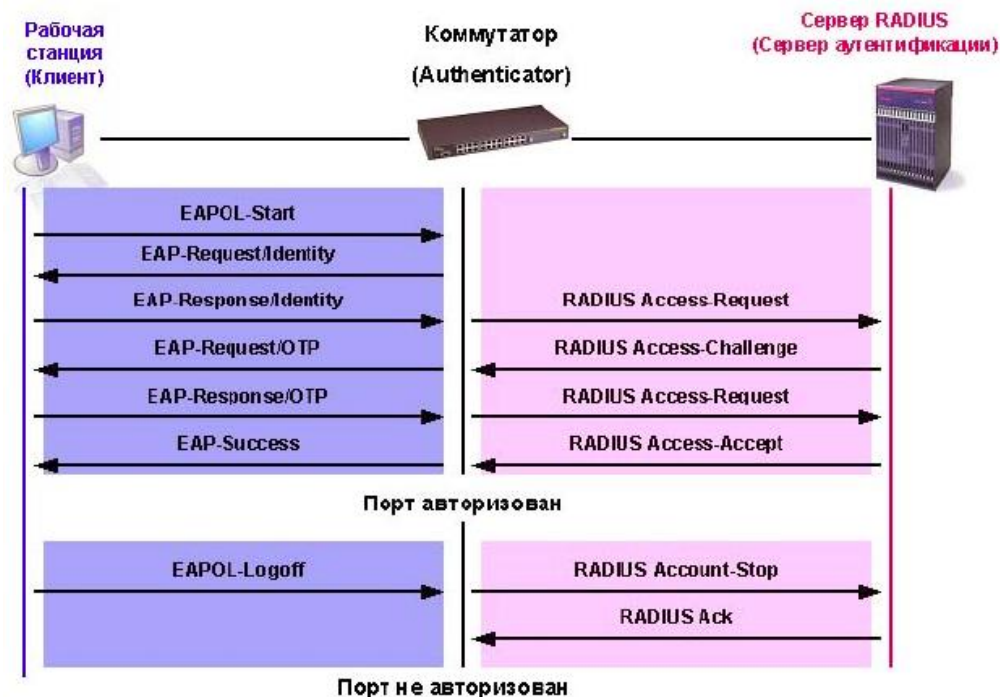 Рабочая
станция
(Клиент)
Коммутатор
(Authenticator)
Сервер RADIUS
(Сервер аутентификации)
EAPOL-Start
EAP-Request/Identity
EAP-Response/Identity
RADIUS Access-Request
EAP-Request/OTP
RADIUS Access-Challenge
EAP-Response/OTP
RADIUS Access-Request
EAP-Success
RADIUS Access-Accept
Порт авторизован
EAPOL-Logoff
RADIUS Account-Stop
RADIUS Ack
Порт не авторизован